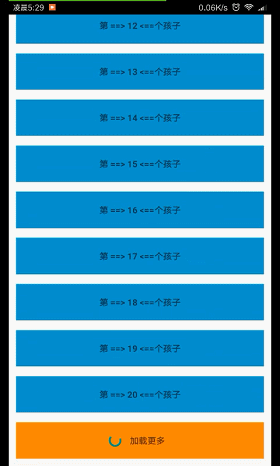 凌晨5:29 0.06K/s
第 ==> 12 <==个孩子
第 ==> 13 <==个孩子
第 ==> 14 <==个孩子
第 ==> 15 <==个孩子
第 ==> 16 <==个孩子
第 ==> 17 <==个孩子
第 ==> 18 <==个孩子
第 ==> 19 <==个孩子
第 ==> 20 <==个孩子
加载更多